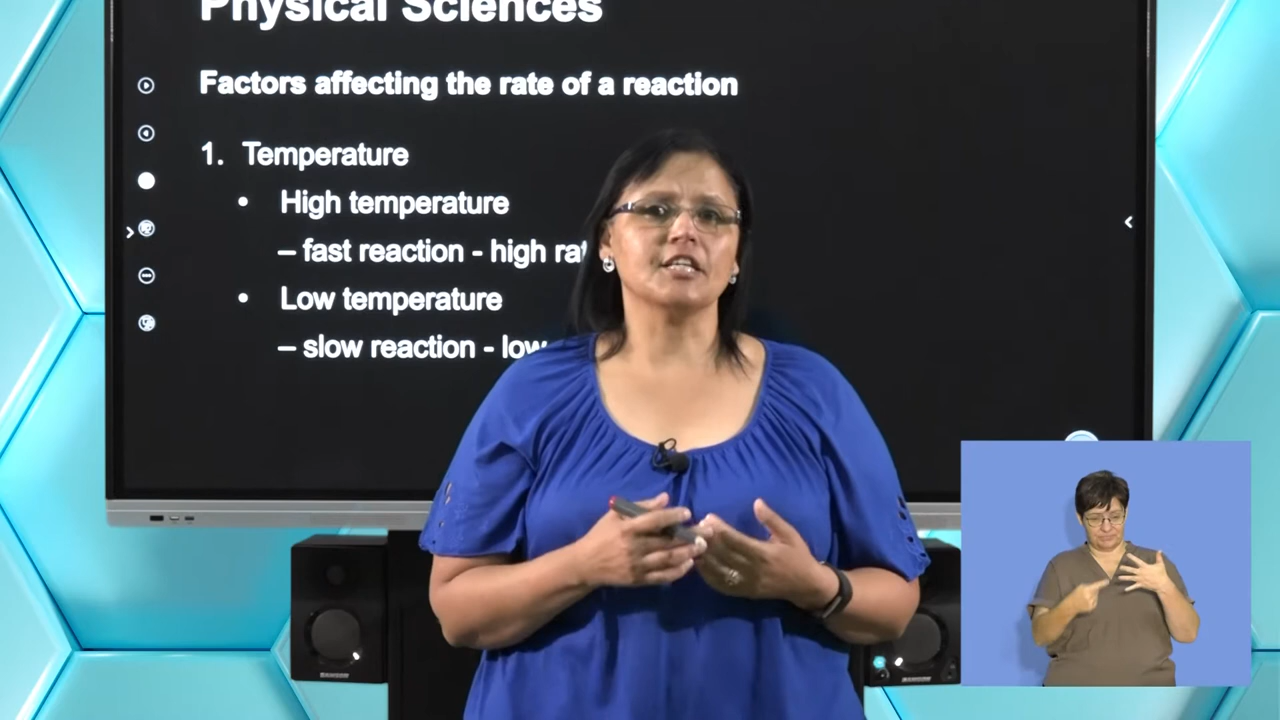 Physical Sciences
Factors affecting the rate of a reaction
1. Temperature
• High temperature
– fast reaction - high
• Low temperature
– slow reaction - low